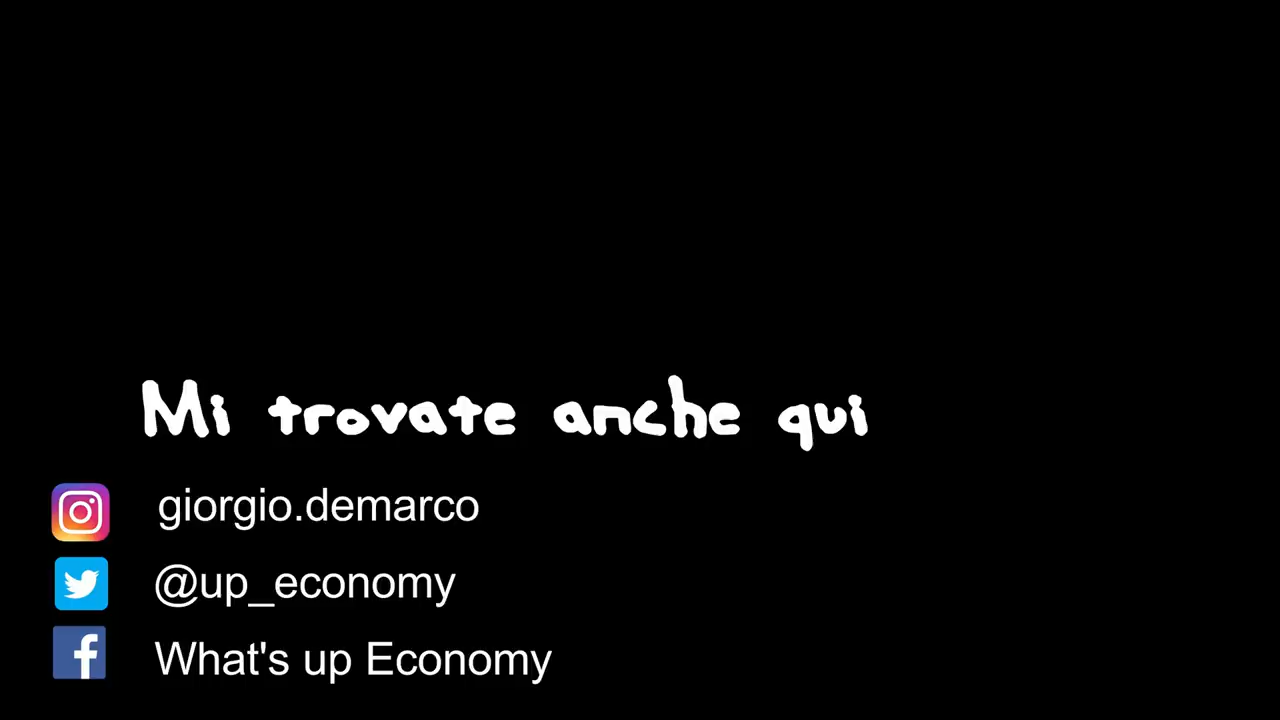 Mi trovate anche qui
giorgio.demarco
@up_economy
What's up Economy